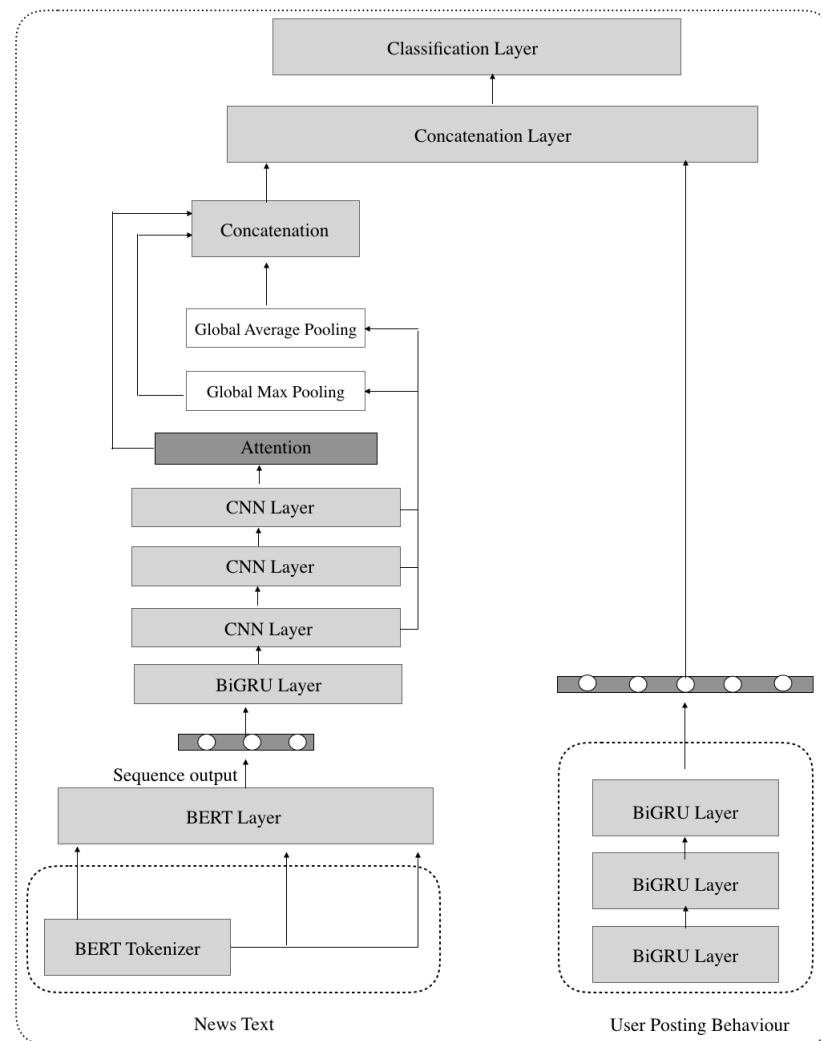 Classification Layer
Concatenation Layer
Concatenation
Global Average Pooling
Global Max Pooling
Attention
CNN Layer
CNN Layer
CNN Layer
BiGRU Layer
Sequence output
BERT Layer
BERT Tokenizer
News Text
BiGRU Layer
BiGRU Layer
BiGRU Layer
User Posting Behaviour